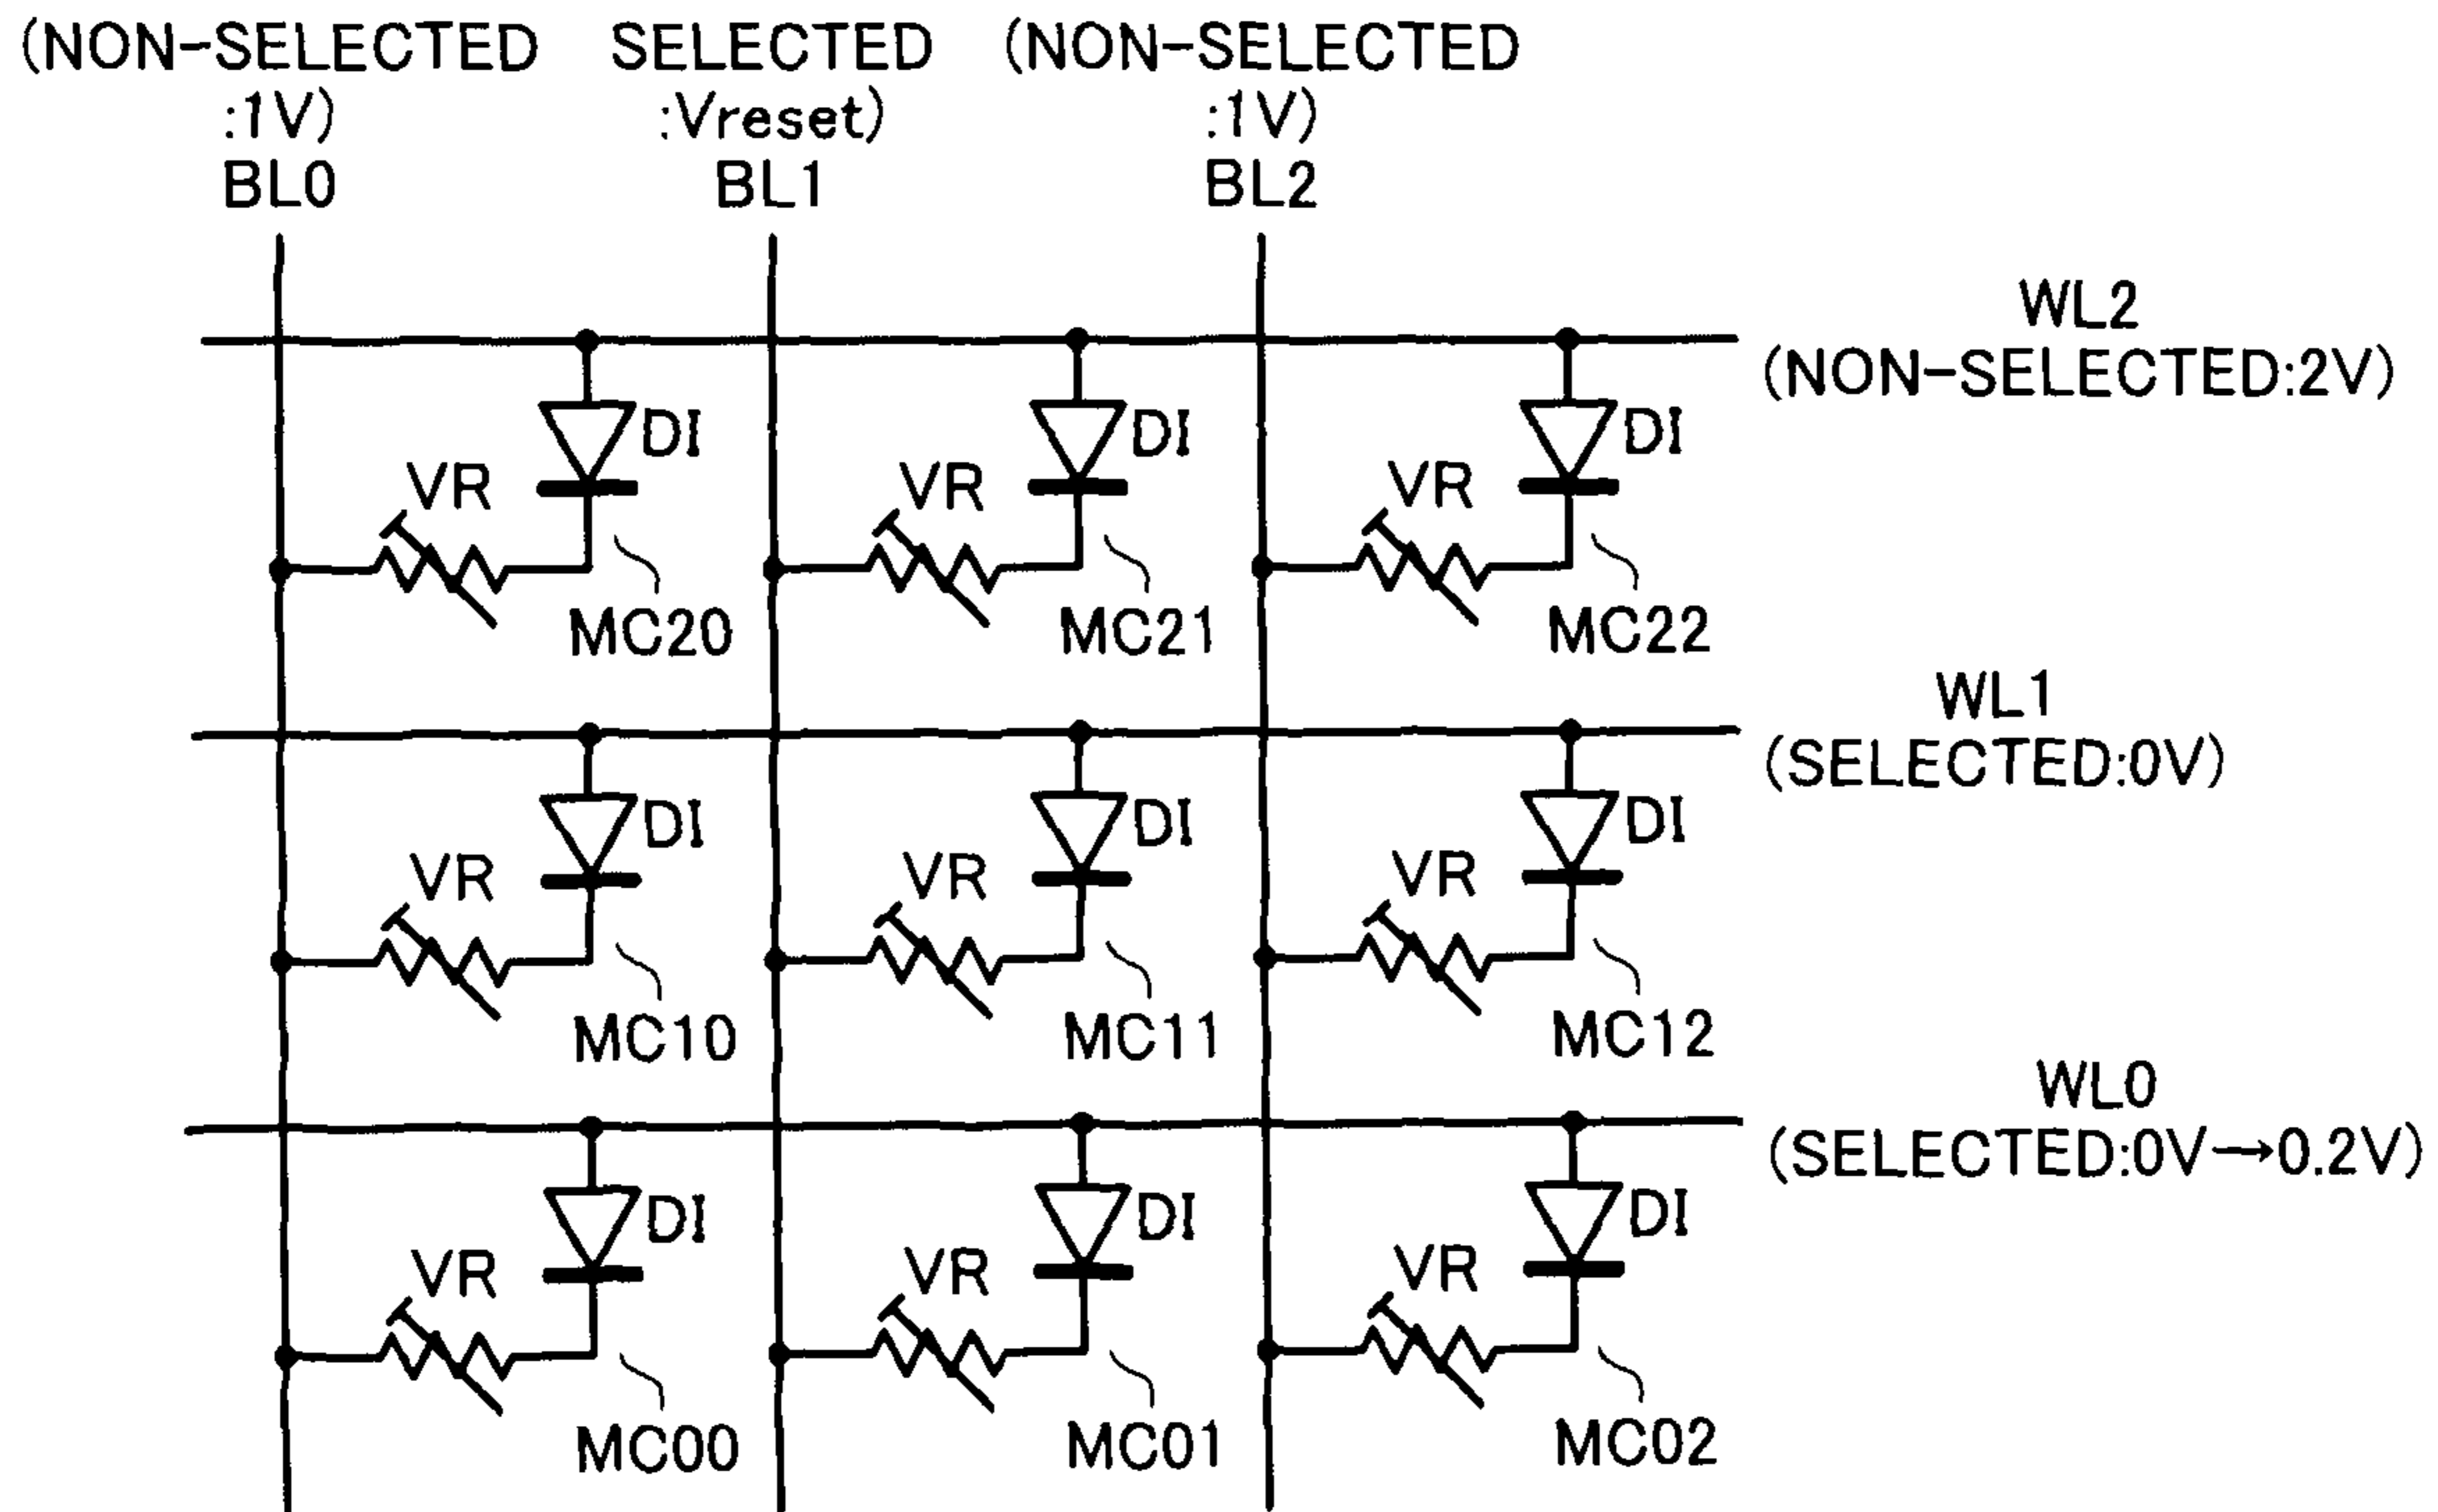 (NON-SELECTED SELECTED (NON-SELECTED
:1V) :Vreset) :1V)
BL0 BL1 BL2
WL2
(NON-SELECTED:2V)
DI DI DI
VR VR VR
MC20 MC21 MC22
WL1
(SELECTED:0V)
DI DI DI
VR VR VR
MC10 MC11 MC12
WL0
(SELECTED:0V→0.2V)
DI DI DI
VR VR VR
MC00 MC01 MC02